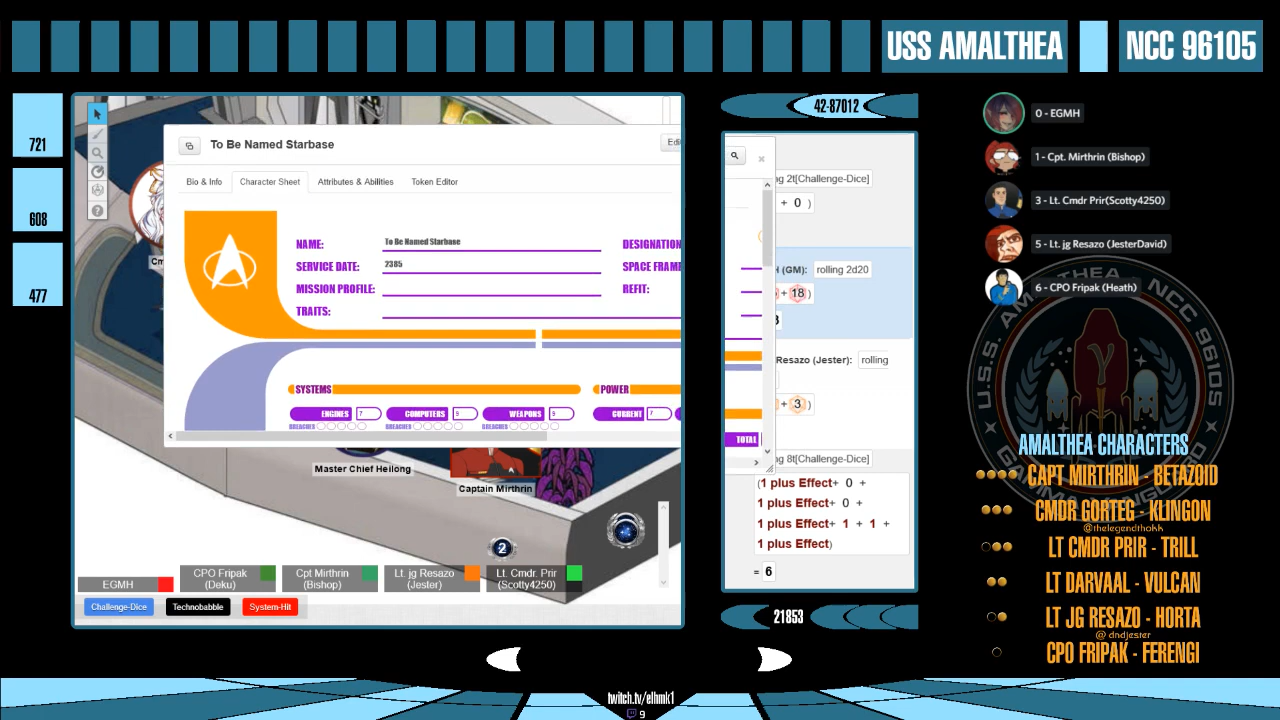 USS AMALTHEA
NCC 96105
721
608
477
To Be Named Starbase
Bio & Info
Character Sheet
Attributes & Abilities
Token Editor
NAME:
To Be Named Starbase
SERVICE DATE:
2385
MISSION PROFILE:
TRAITS:
DESIGNATION
SPACE FRAM
REFIT:
SYSTEMS
POWER
ENGINES
7
COMPUTERS
WEAPONS
9
CURRENT
7
BREACHES
BREACHES
BREACHES
Master Chief Heilong
Captain Mirthrin
2
EGMH
CPO Fripak
(Deku)
Cpt Mirthrin
(Bishop)
Lt. jg Resazo
(Jester)
Lt. Cmdr. Prir
(Scotty4250)
Challenge-Dice
Technobabble
System-Hit
42-87012
ng 2t[Challenge-Dice]
+ 0 )
H (GM): rolling 2d20
+ 18 )
Resazo (Jester): rolling
+ 3 )
TOTAL
ng 8t[Challenge-Dice]
(1 plus Effect+ 0 +
1 plus Effect+ 0 +
1 plus Effect+ 1 + 1 +
1 plus Effect)
= 6
21853
0 - EGMH
1 - Cpt. Mirthrin (Bishop)
3 - Lt. Cmdr Prir(Scotty4250)
5 - Lt. jg Resazo (JesterDavid)
6 - CPO Fripak (Heath)
U.S.S. AMALTHEA NCC 96105
AMALTHEA CHARACTERS
CAPT MIRTHRIN - BETAZOID
CMDR GORTEG - KLINGON
@thelegendthokk
LT CMDR PRIR - TRILL
LT DARVAAL - VULCAN
LT JG RESAZO - HORTA
@dndjester
CPO FRIPAK - FERENGI
twitch.tv/elhmk1
9